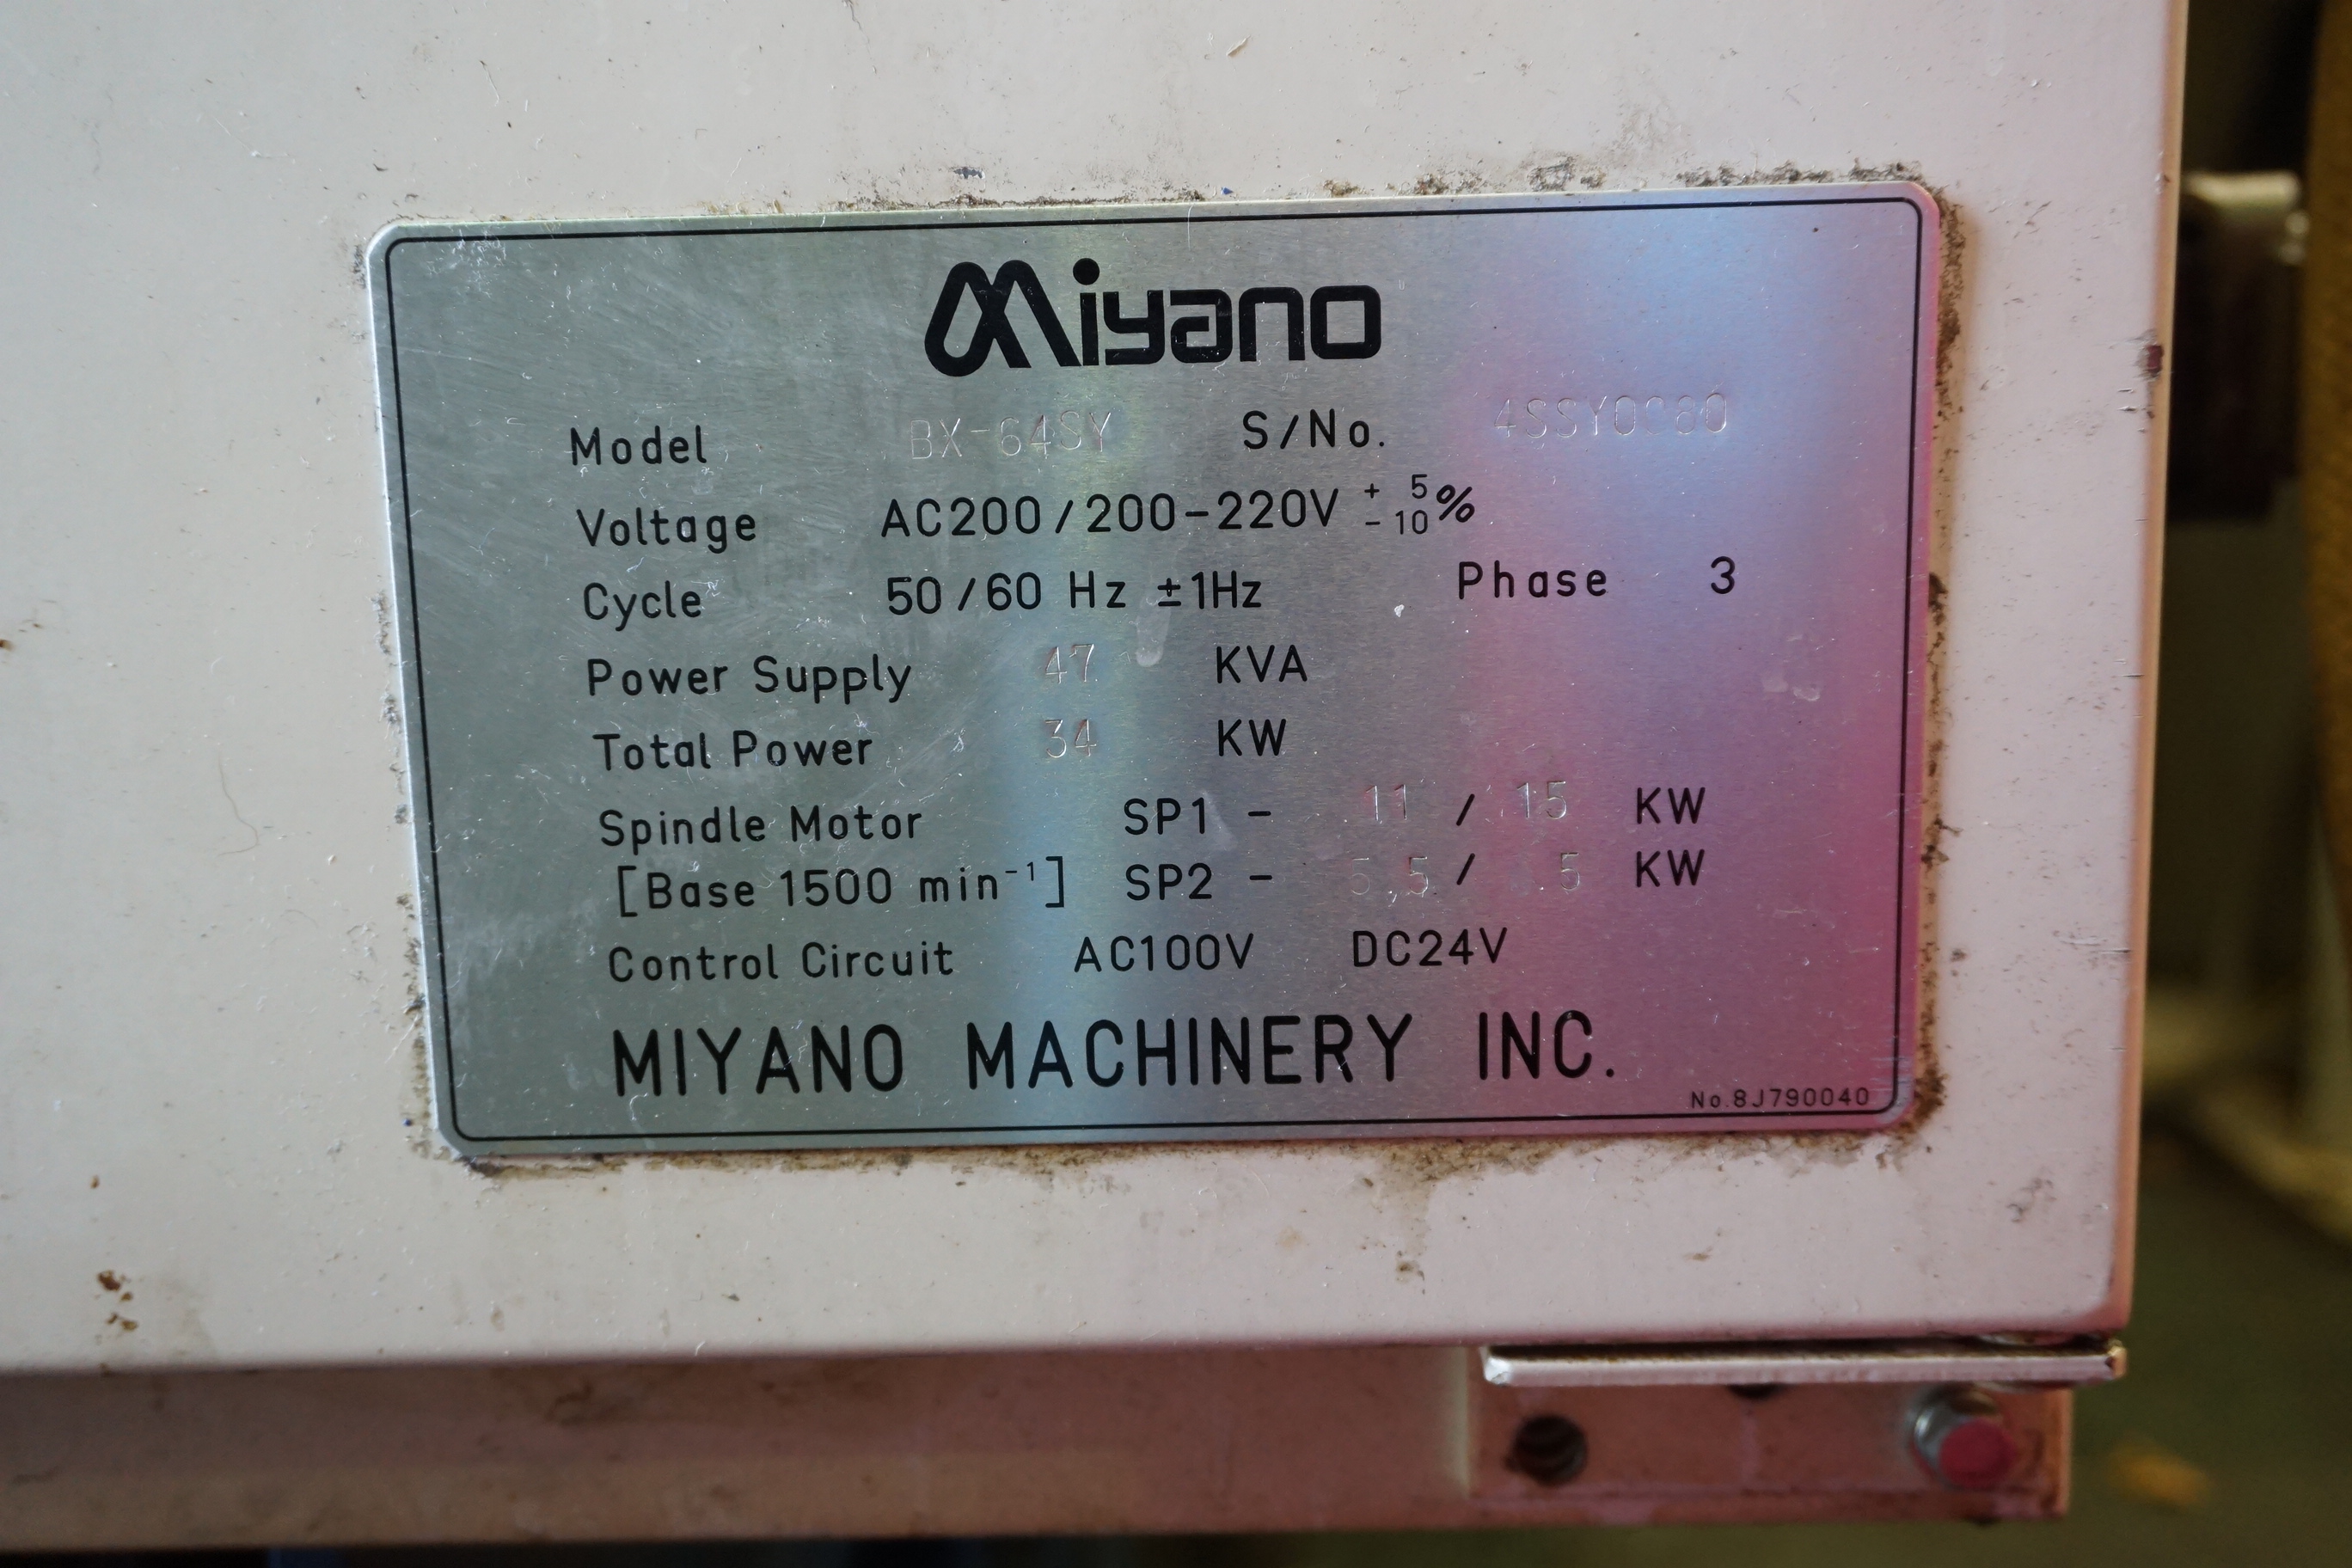 Miyano
Model BX-64SY S/No.
Voltage AC200/200-220V + 5 - 10 %
Cycle 50/60 Hz ±1Hz Phase 3
Power Supply 47 KVA
Total Power 34 KW
Spindle Motor SP1 - 11 / 15 KW
[Base 1500 min⁻¹] SP2 - 5.5 / KW
Control Circuit AC100V DC24V
MIYANO MACHINERY INC.
No.8J790040